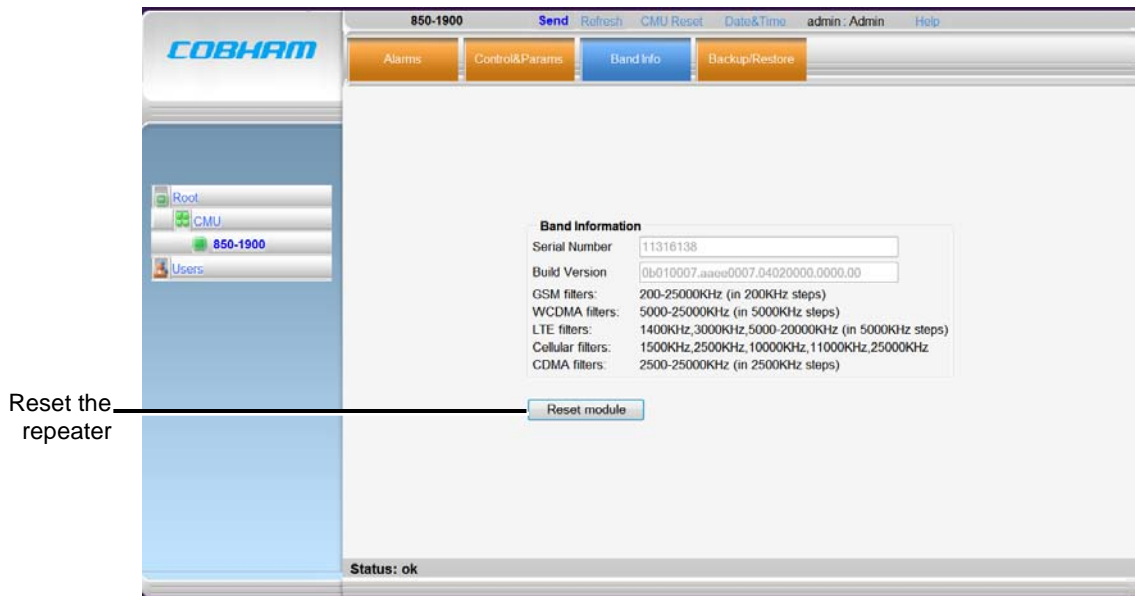 850-1900 Send Refresh CMU Reset Date&Time admin : Admin Help
COBHAM
Alarms Control&Params Band Info Backup/Restore
Root
CMU
850-1900
Users
Band Information
Serial Number 11316138
Build Version 0b010007.aaee0007.04020000.0000.00
GSM filters: 200-25000KHz (in 200KHz steps)
WCDMA filters: 5000-25000KHz (in 5000KHz steps)
LTE filters: 1400KHz,3000KHz,5000-20000KHz (in 5000KHz steps)
Cellular filters: 1500KHz,2500KHz,10000KHz,11000KHz,25000KHz
CDMA filters: 2500-25000KHz (in 2500KHz steps)
Reset module
Reset the
repeater
Status: ok